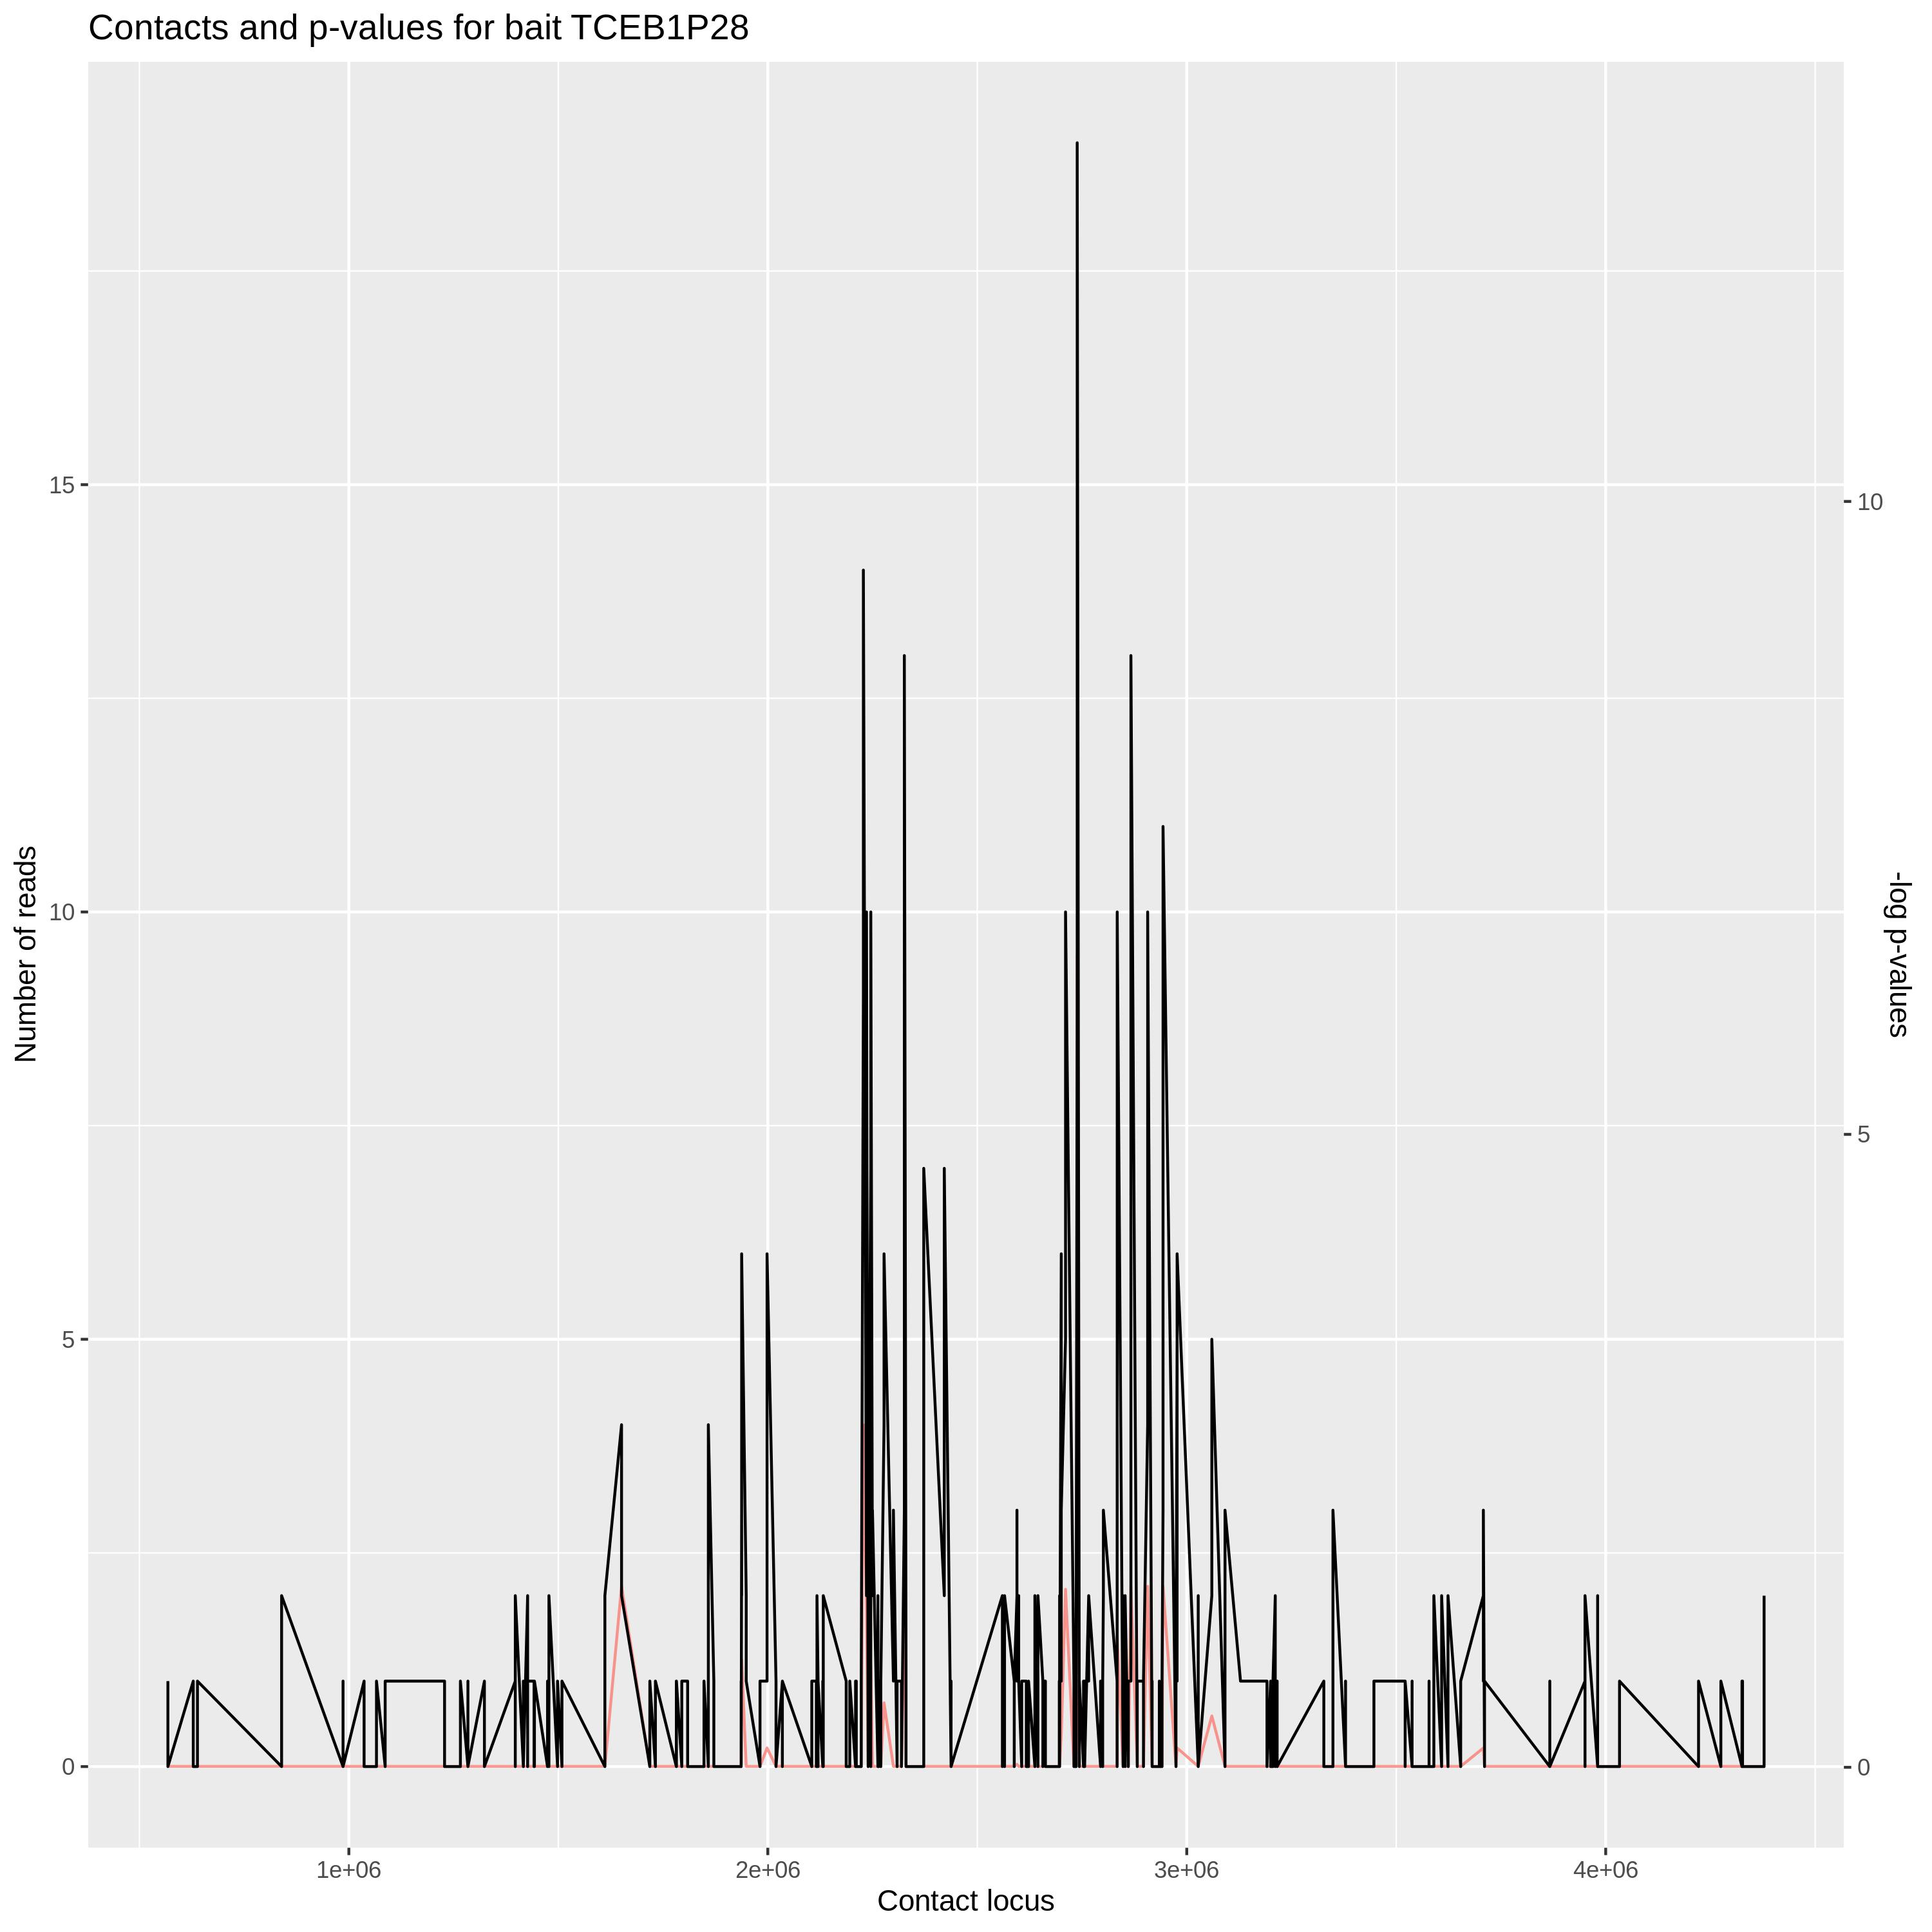 Contacts and p-values for bait TCEB1P28
15
10
5
0
Number of reads
10
5
0
-log p-values
1e+06
2e+06
3e+06
4e+06
Contact locus